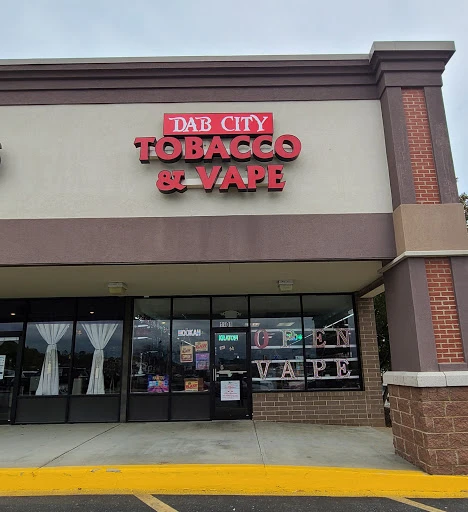 DAB CITY
TOBACCO
& VAPE
HOOKAH
KRATOM
OPEN
VAPE